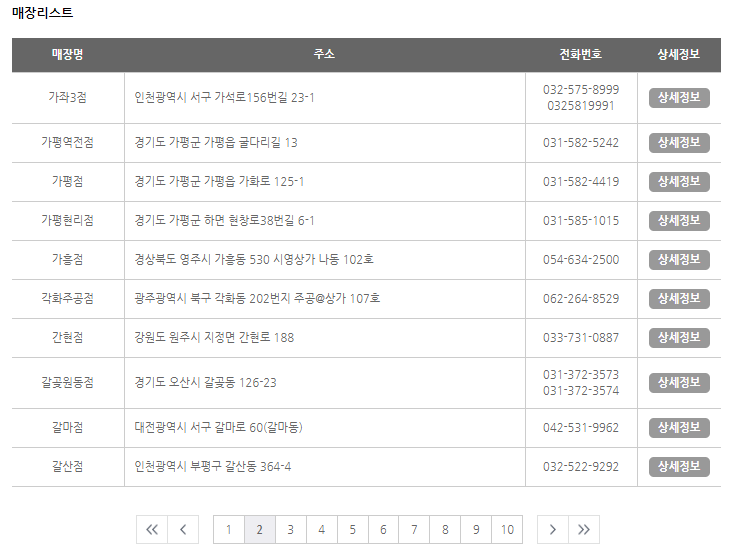 매장리스트
매장명 주소 전화번호 상세정보
가좌3점 인천광역시 서구 가석로156번길 23-1 032-575-8999 0325819991 상세정보
가평역전점 경기도 가평군 가평읍 굴다리길 13 031-582-5242 상세정보
가평점 경기도 가평군 가평읍 가화로 125-1 031-582-4419 상세정보
가평현리점 경기도 가평군 하면 현창로38번길 6-1 031-585-1015 상세정보
가흥점 경상북도 영주시 가흥동 530 시영상가 나동 102호 054-634-2500 상세정보
각화주공점 광주광역시 북구 각화동 202번지 주공@상가 107호 062-264-8529 상세정보
간현점 강원도 원주시 지정면 간현로 188 033-731-0887 상세정보
갈곶원동점 경기도 오산시 갈곶동 126-23 031-372-3573 031-372-3574 상세정보
갈마점 대전광역시 서구 갈마로 60(갈마동) 042-531-9962 상세정보
갈산점 인천광역시 부평구 갈산동 364-4 032-522-9292 상세정보
1 2 3 4 5 6 7 8 9 10